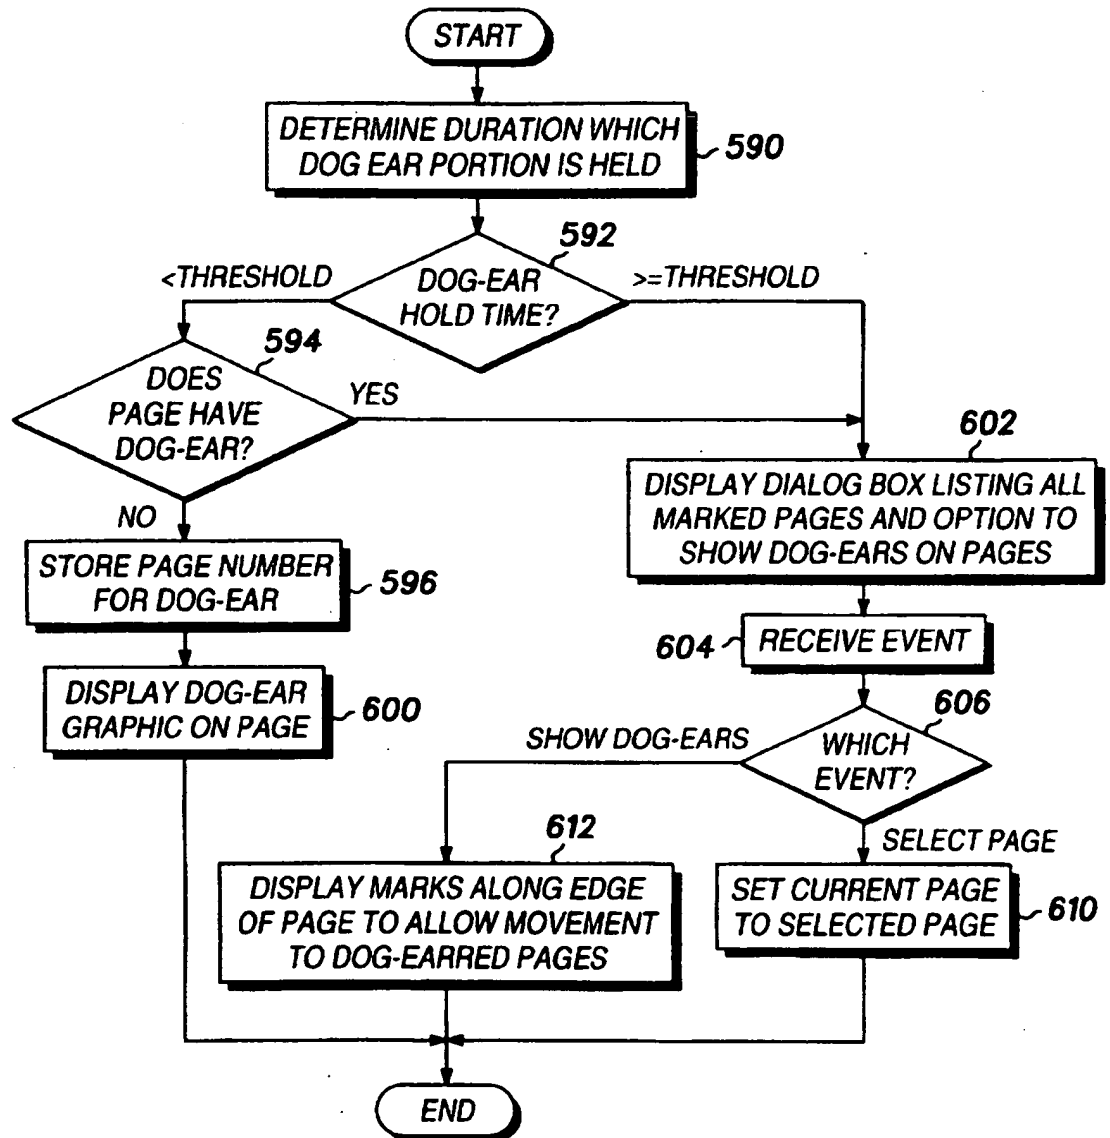 START
DETERMINE DURATION WHICH
DOG EAR PORTION IS HELD
590
592
<THRESHOLD
DOG-EAR
HOLD TIME?
>=THRESHOLD
594
DOES
PAGE HAVE
DOG-EAR?
YES
NO
602
DISPLAY DIALOG BOX LISTING ALL
MARKED PAGES AND OPTION TO
SHOW DOG-EARS ON PAGES
STORE PAGE NUMBER
FOR DOG-EAR
596
604
RECEIVE EVENT
DISPLAY DOG-EAR
GRAPHIC ON PAGE
600
606
SHOW DOG-EARS
WHICH
EVENT?
SELECT PAGE
612
DISPLAY MARKS ALONG EDGE
OF PAGE TO ALLOW MOVEMENT
TO DOG-EARRED PAGES
SET CURRENT PAGE
TO SELECTED PAGE
610
END